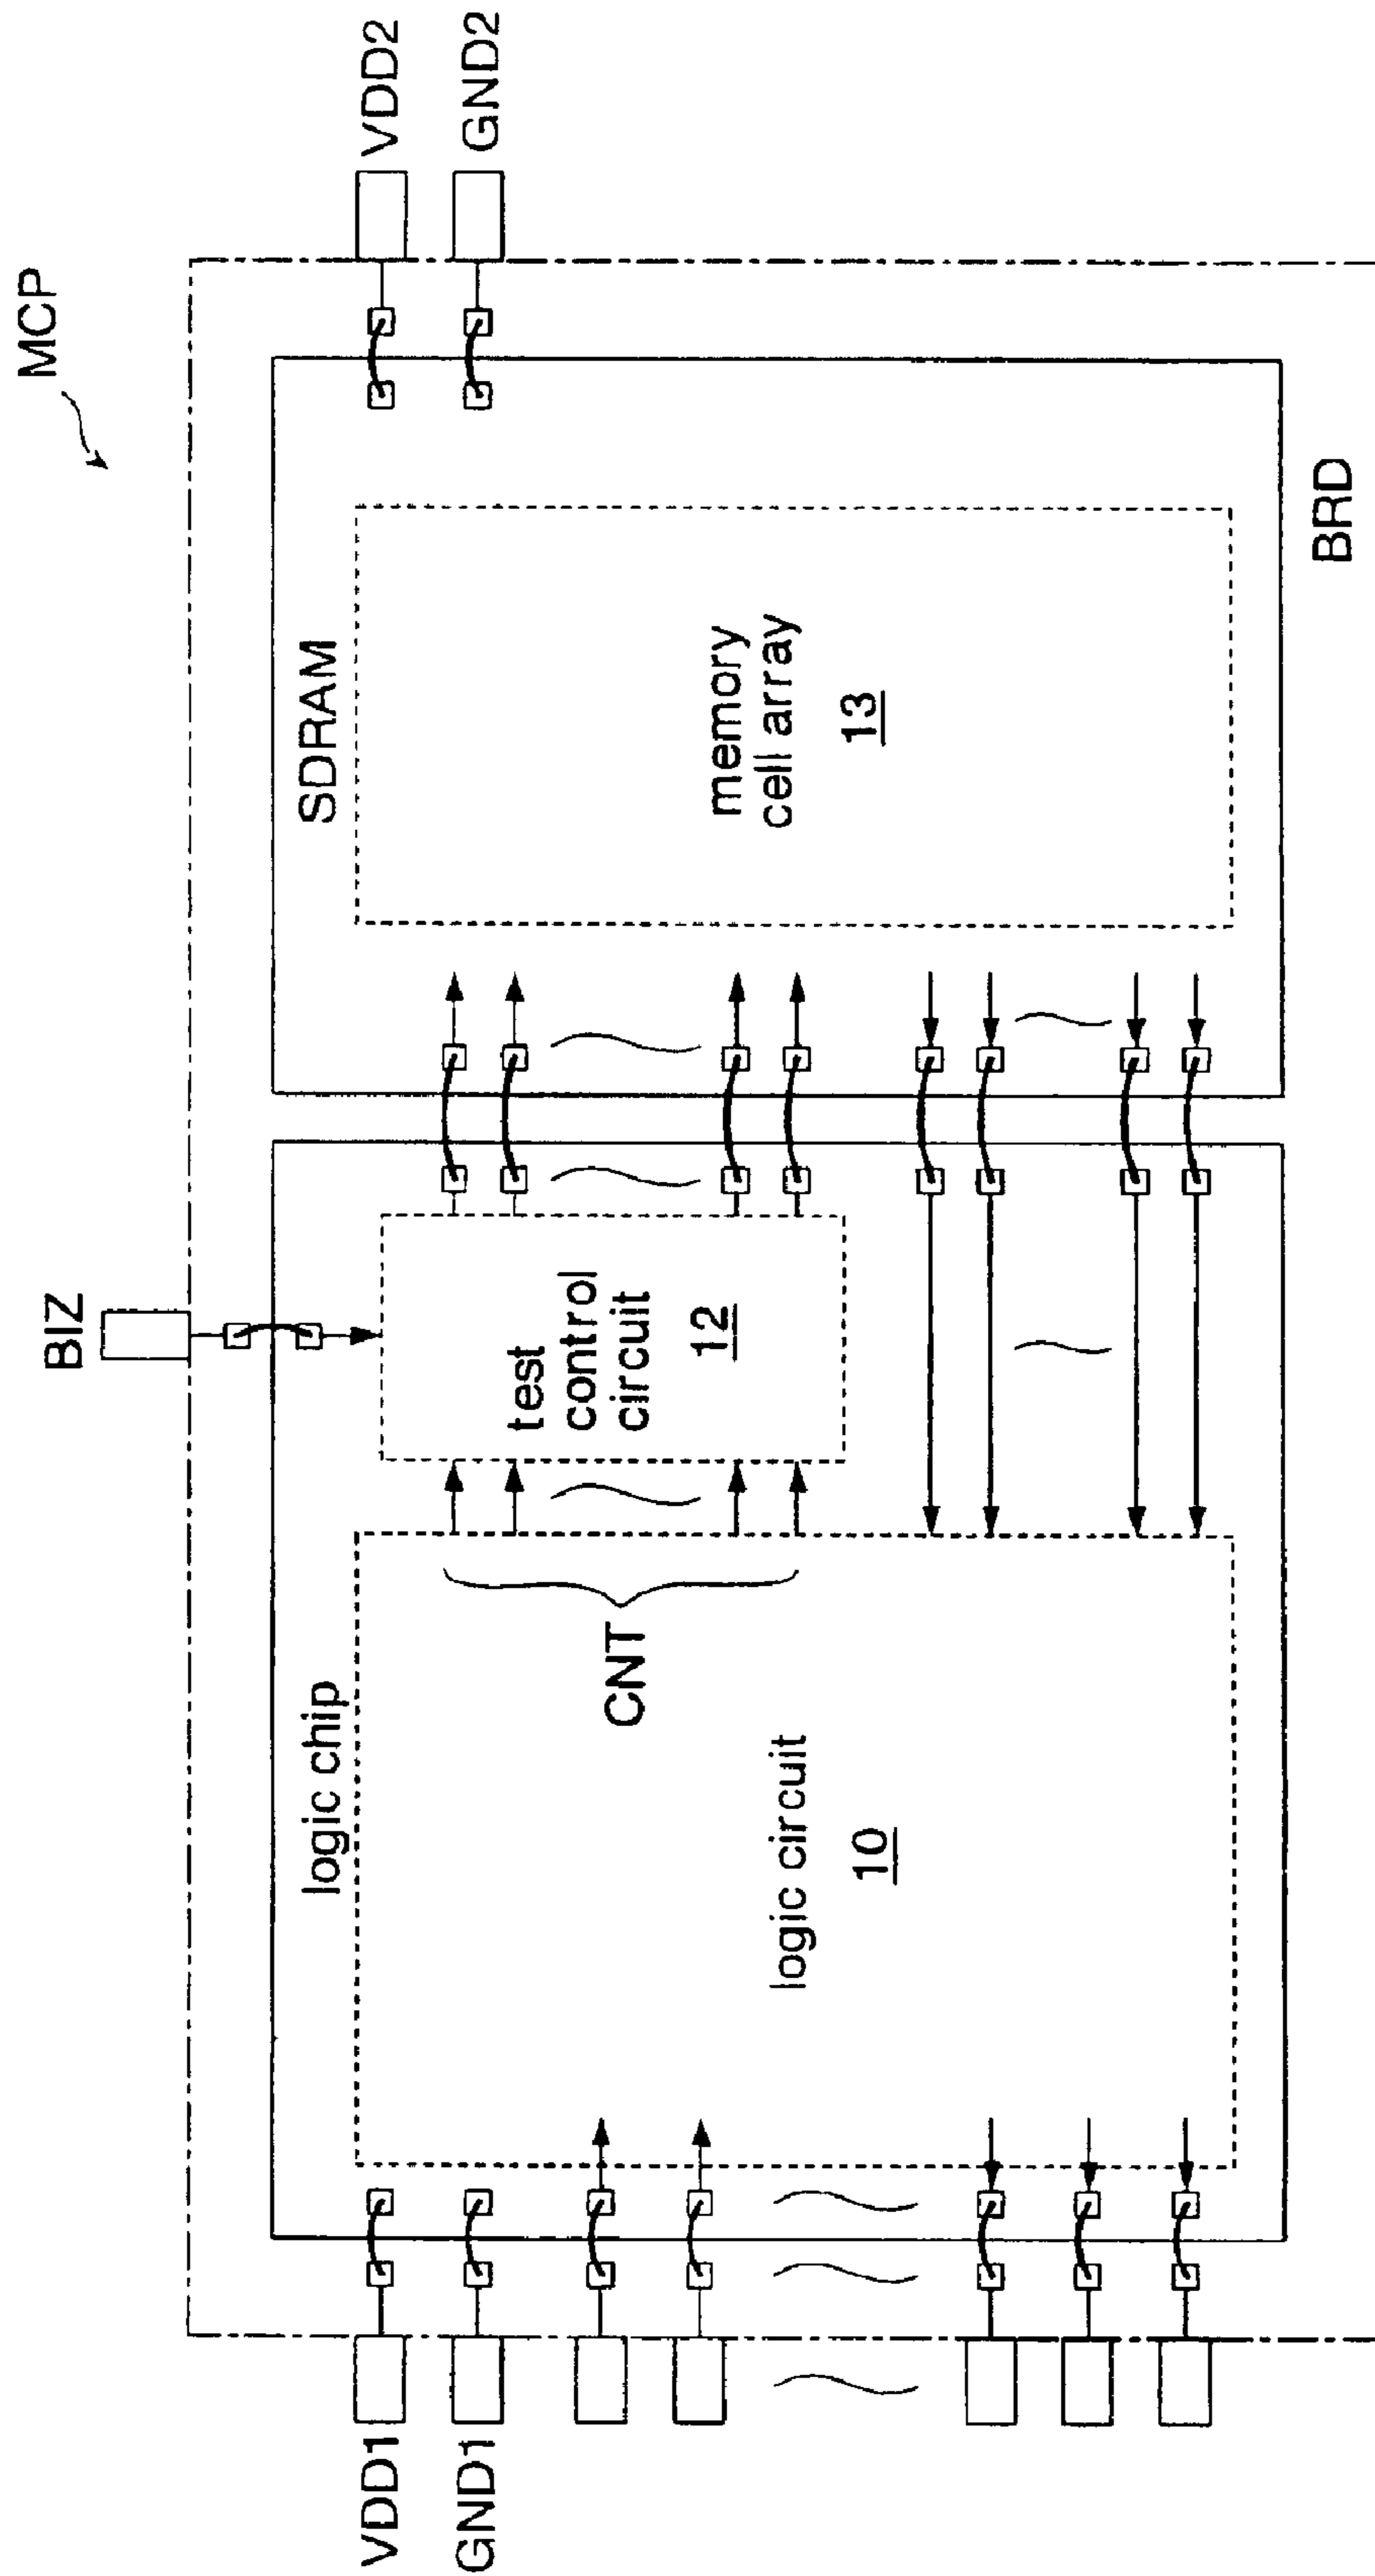 MCP
BIZ
VDD1
GND1
VDD2
GND2
logic chip
SDRAM
CNT
test
control
circuit
12
logic circuit
10
memory
cell array
13
BRD